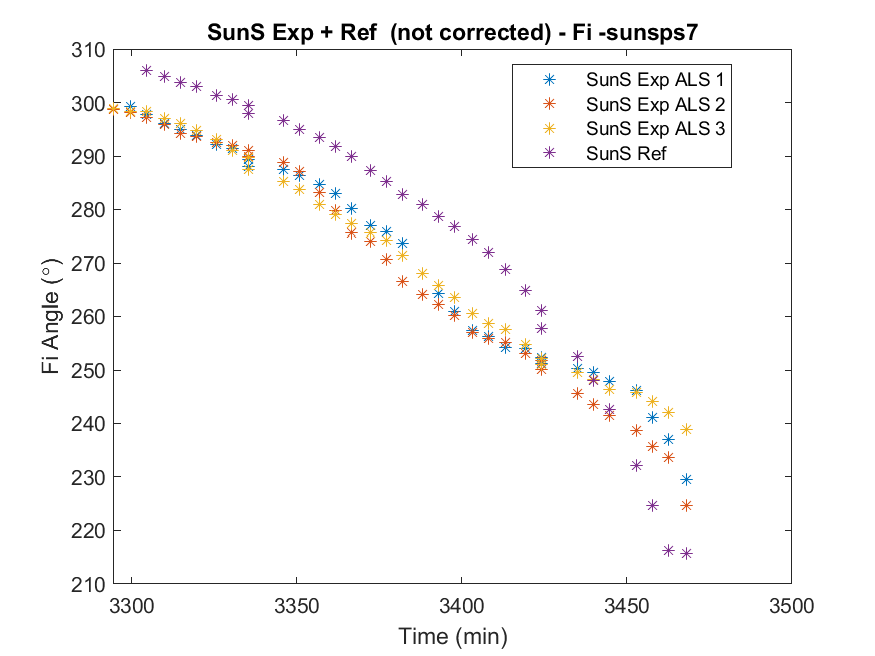 SunS Exp + Ref  (not corrected) - Fi -sunsps7
310
300
290
280
270
260
250
240
230
220
210
Fi Angle (°)
SunS Exp ALS 1
SunS Exp ALS 2
SunS Exp ALS 3
SunS Ref
3300
3350
3400
3450
3500
Time (min)